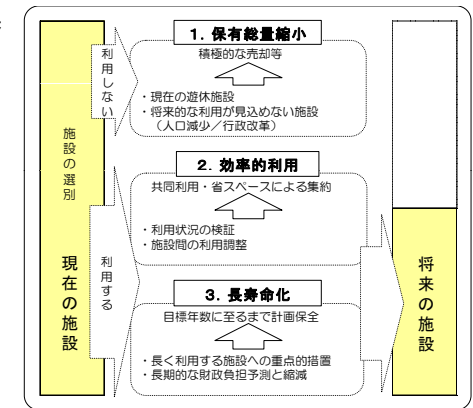 施設の選別
現在の施設
利用しない
1. 保有総量縮小
積極的な売却等
・現在の遊休施設
・将来的な利用が見込めない施設
（人口減少／行政改革）
利用する
2. 効率的利用
共同利用・省スペースによる集約
・利用状況の検証
・施設間の利用調整
3. 長寿命化
目標年数に至るまで計画保全
・長く利用する施設への重点的措置
・長期的な財政負担予測と縮減
将来の施設